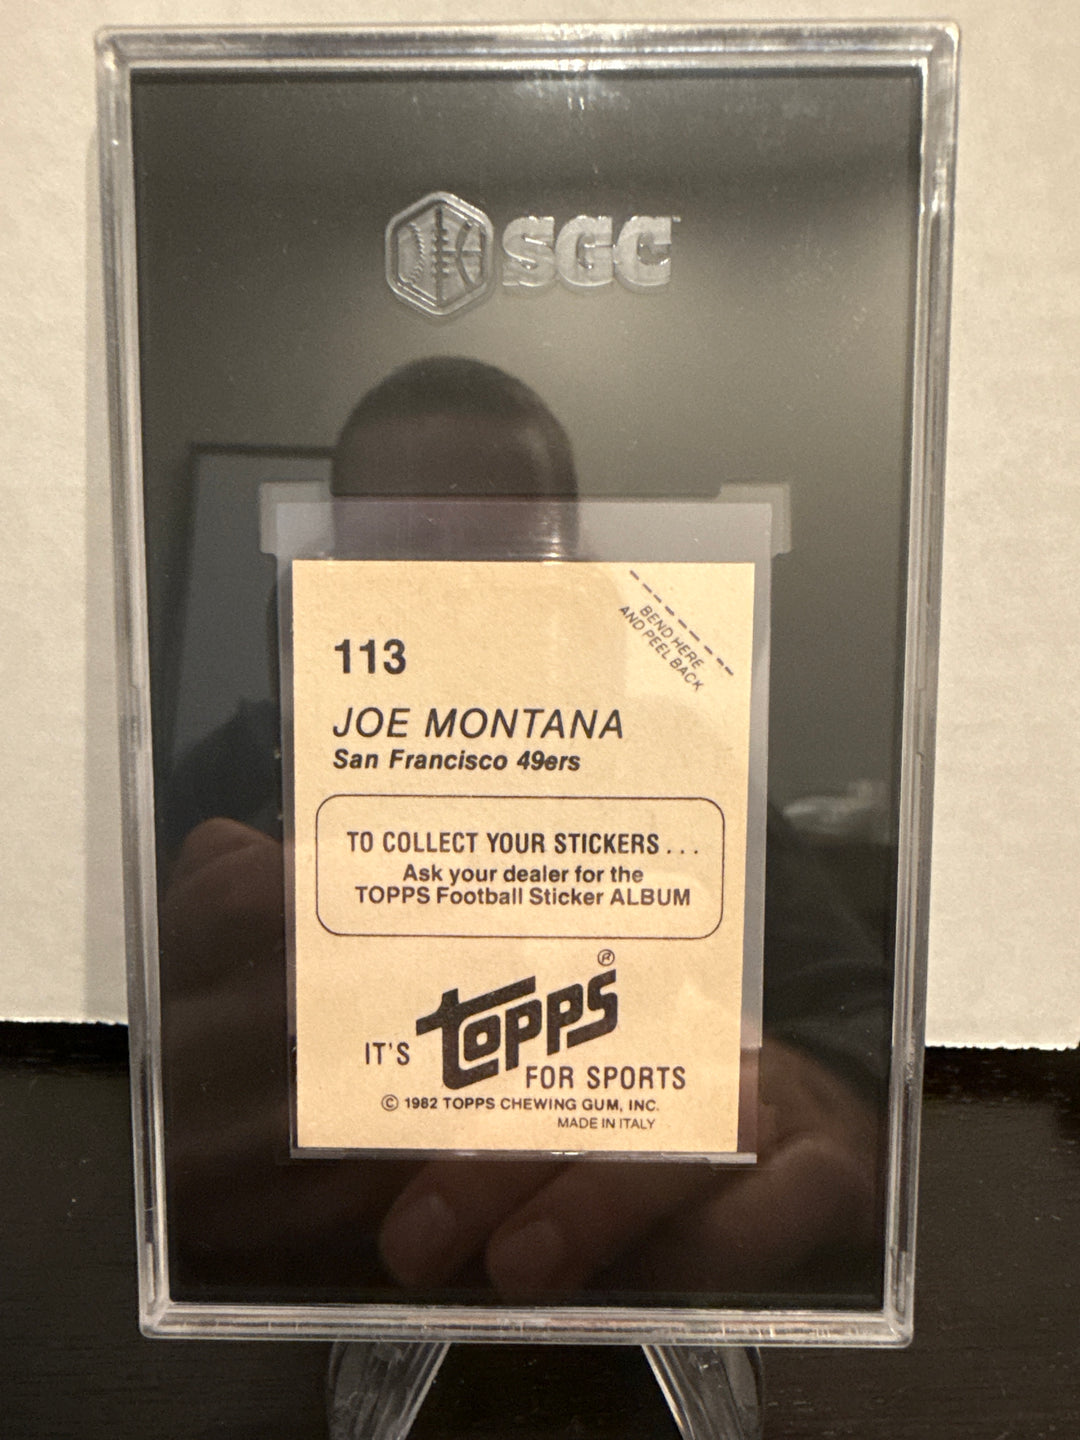 SGC™
BEND HERE
AND PEEL BACK
113
JOE MONTANA
San Francisco 49ers
TO COLLECT YOUR STICKERS...
Ask your dealer for the
TOPPS Football Sticker ALBUM
IT'S topps® FOR SPORTS
© 1982 TOPPS CHEWING GUM, INC.
MADE IN ITALY